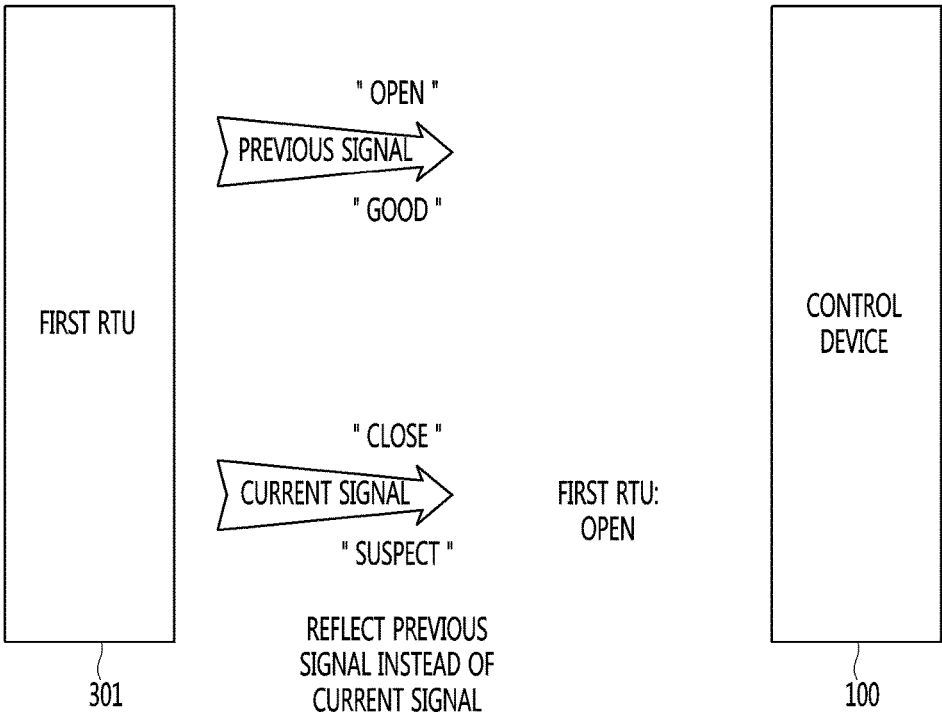 " OPEN "
PREVIOUS SIGNAL
" GOOD "
FIRST RTU
CONTROL
DEVICE
" CLOSE "
CURRENT SIGNAL
" SUSPECT "
FIRST RTU:
OPEN
REFLECT PREVIOUS
SIGNAL INSTEAD OF
CURRENT SIGNAL
301
100